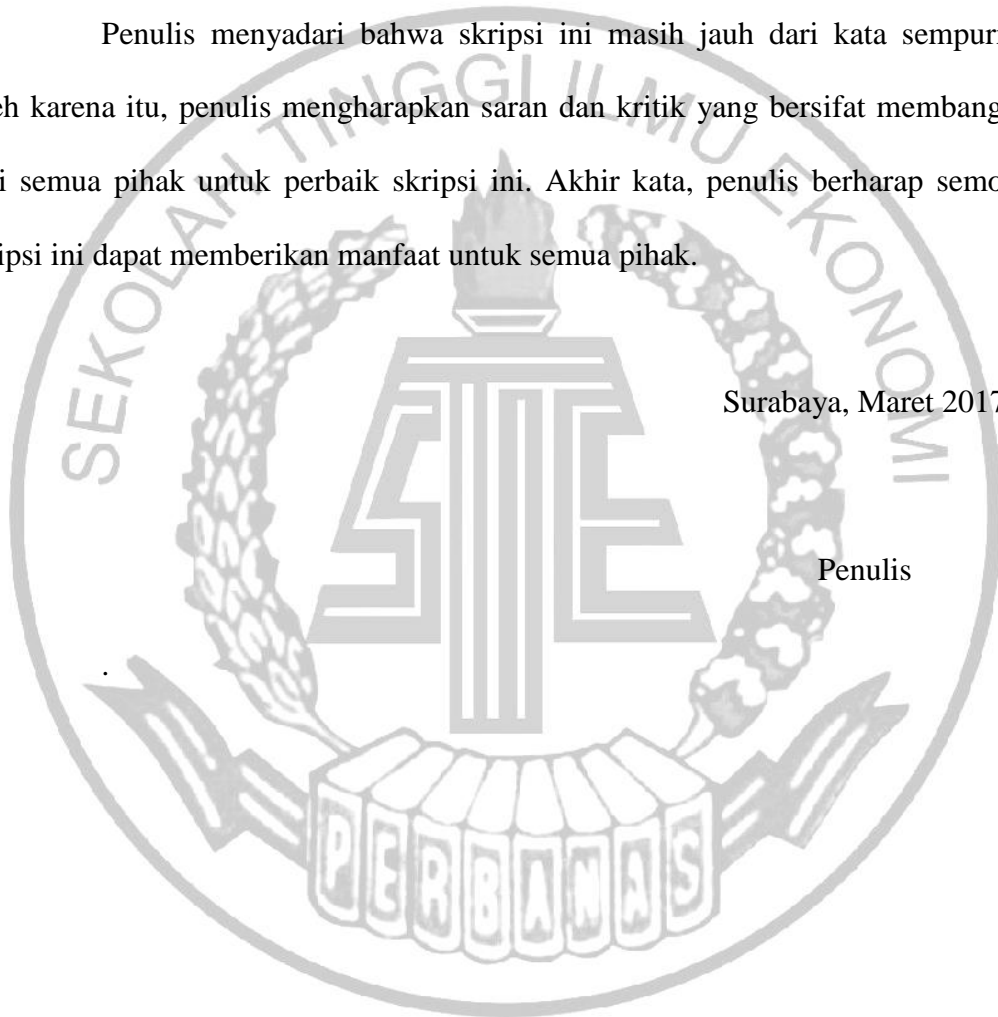 Penulis menyadari bahwa skripsi ini masih jauh dari kata sempur
eh karena itu, penulis mengharapkan saran dan kritik yang bersifat membang
i semua pihak untuk perbaik skripsi ini. Akhir kata, penulis berharap semo
ipsi ini dapat memberikan manfaat untuk semua pihak.
SEKOLAH TINGGI ILMU EKONOMI
Surabaya, Maret 2017
STIE
Penulis
.
PERBANAS